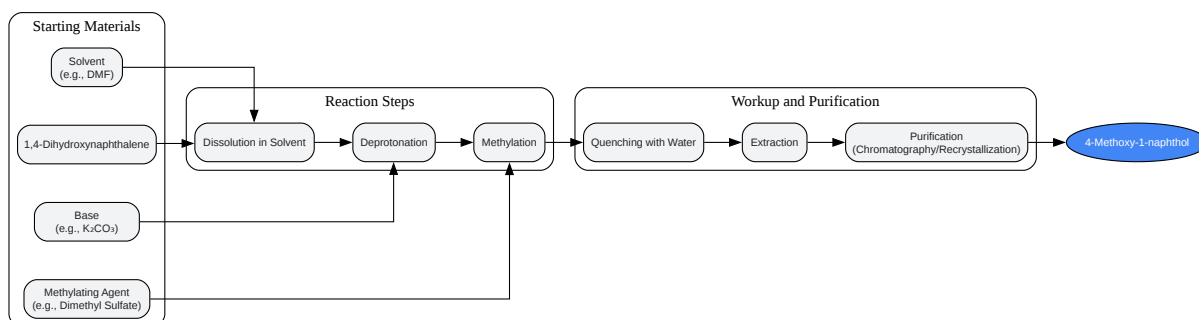 Starting Materials
Solvent
(e.g., DMF)
1,4-Dihydroxynaphthalene
Base
(e.g., K₂CO₃)
Methylating Agent
(e.g., Dimethyl Sulfate)
Reaction Steps
Dissolution in Solvent
Deprotonation
Methylation
Workup and Purification
Quenching with Water
Extraction
Purification
(Chromatography/Recrystallization)
4-Methoxy-1-naphthol